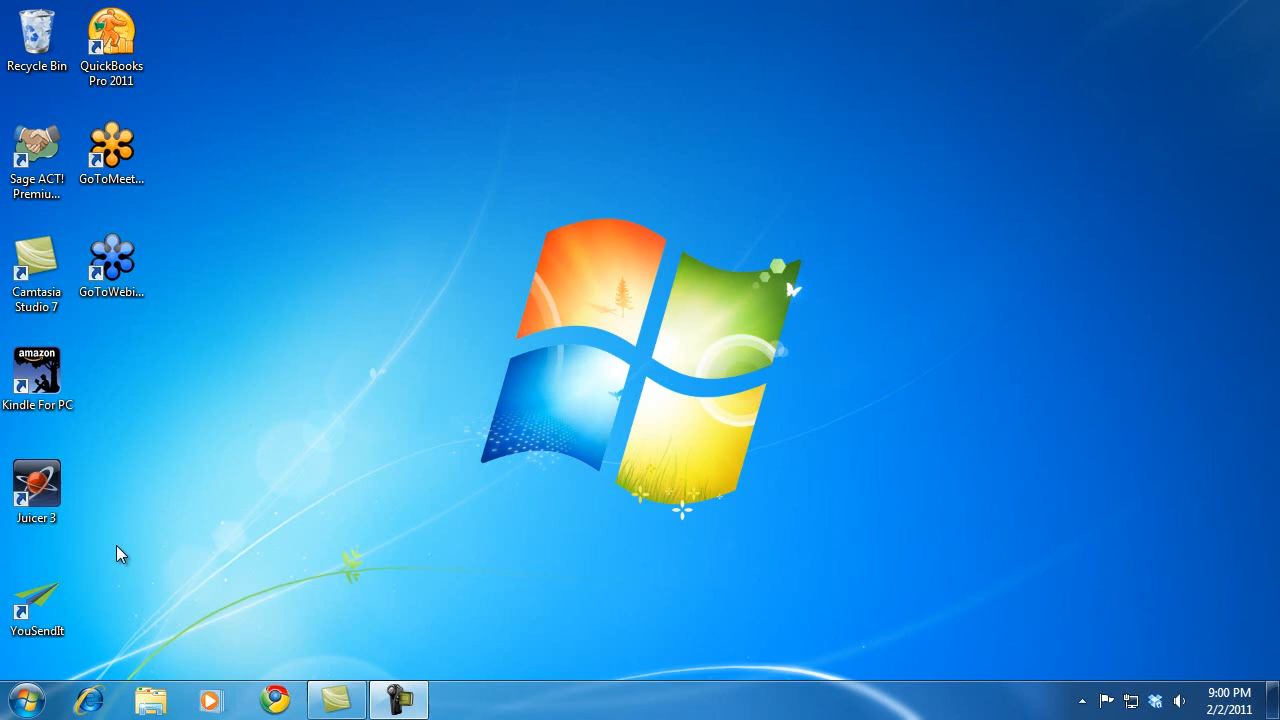 Recycle Bin
QuickBooks
Pro 2011
Sage ACT!
Premiu...
GoToMeet...
Camtasia
Studio 7
GoToWebi...
amazon
Kindle For PC
Juicer 3
YouSendIt
9:00 PM
2/2/2011